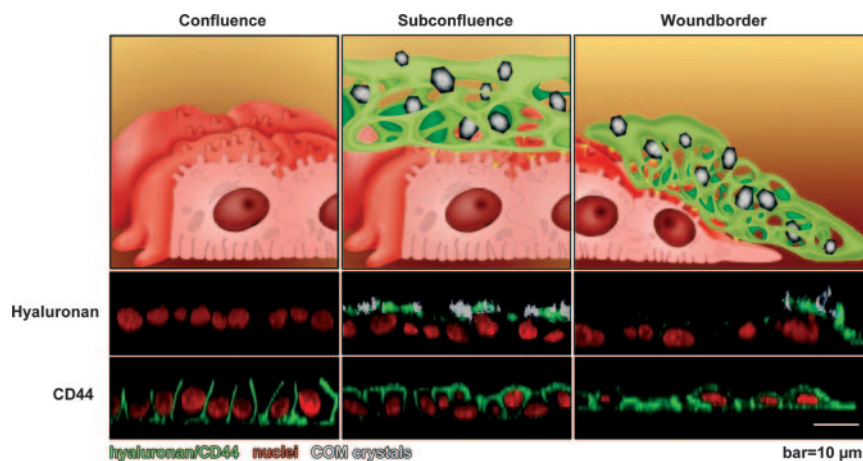 Confluence Subconfluence Woundborder
Hyaluronan
CD44
hyaluronan/CD44 nuclei COM crystals bar=10 µm